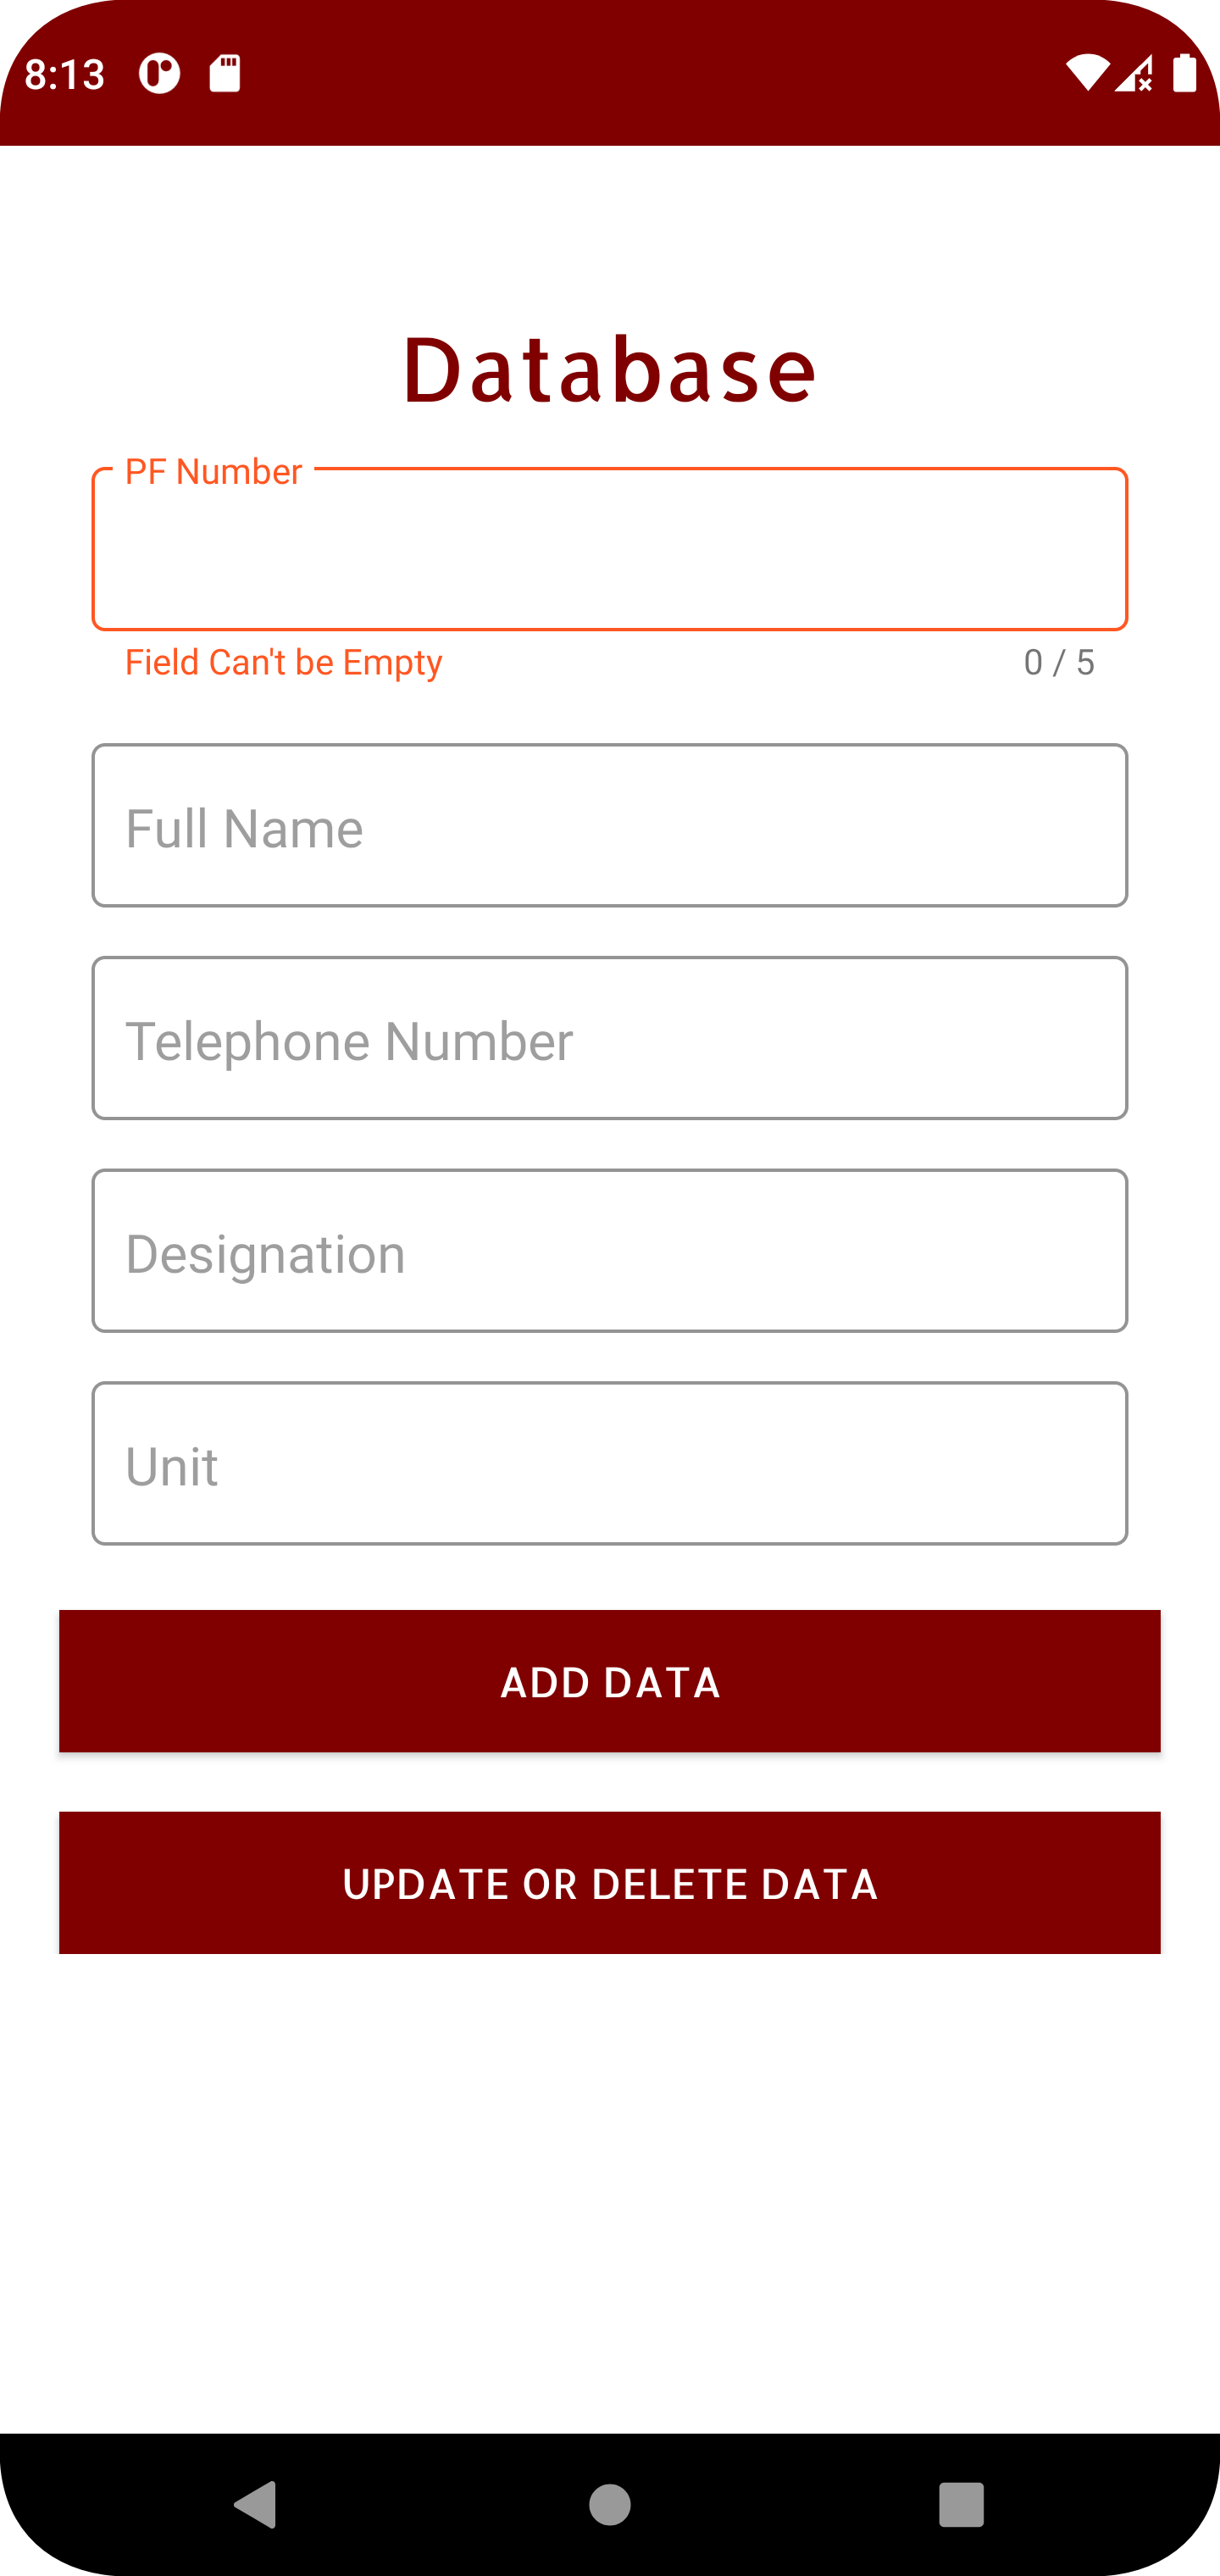 8:13
Database
PF Number
Field Can't be Empty
0 / 5
Full Name
Telephone Number
Designation
Unit
ADD DATA
UPDATE OR DELETE DATA